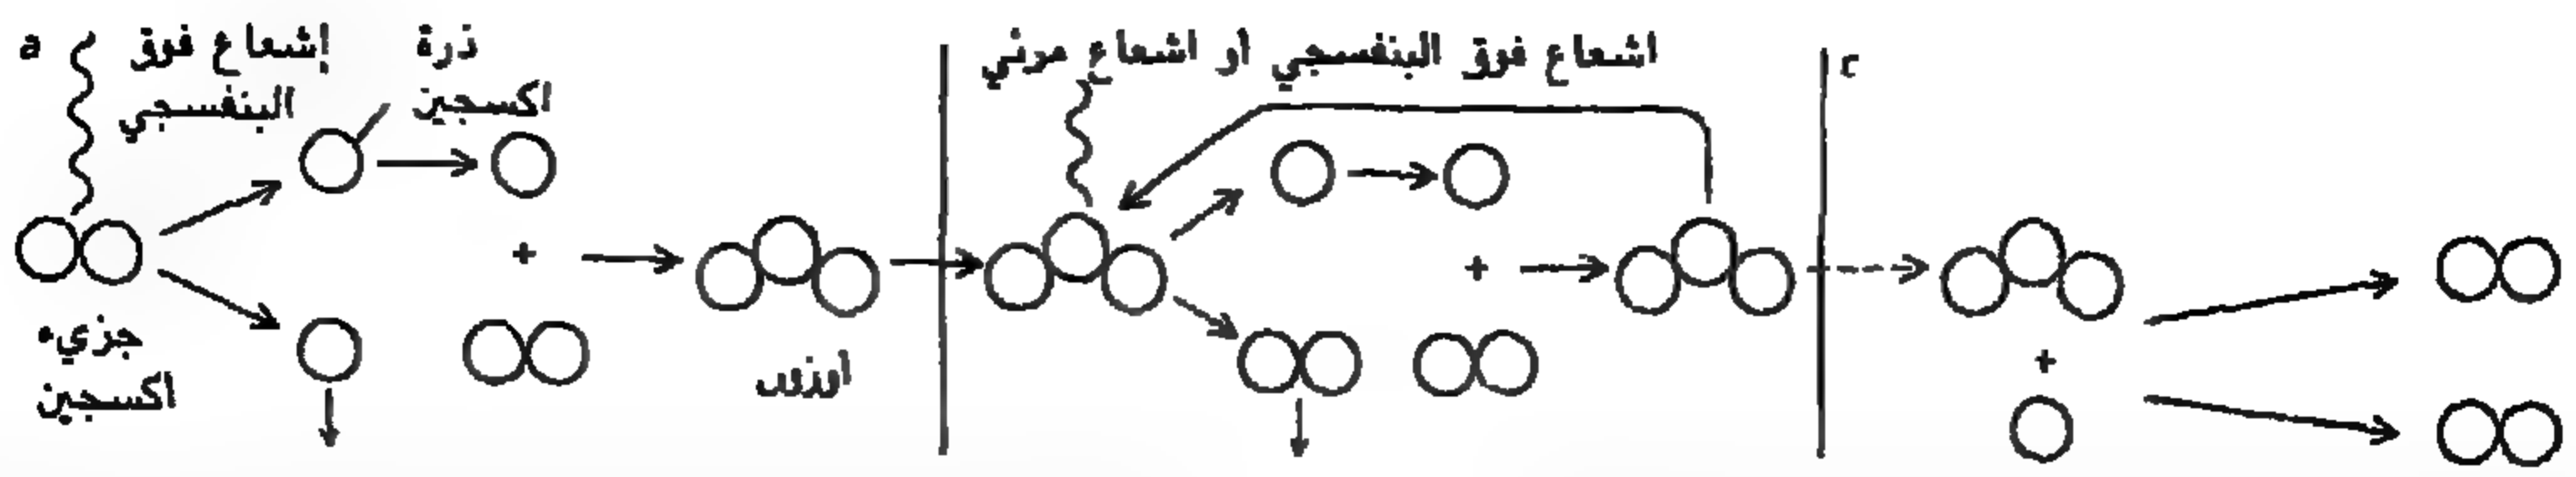 a
إشعاع فوق
البنفسجي
ذرة
اكسجين
جزيء
اكسجين
+
اوزون
اشعاع فوق البنفسجي أو اشعاع مرئي
+
c
+